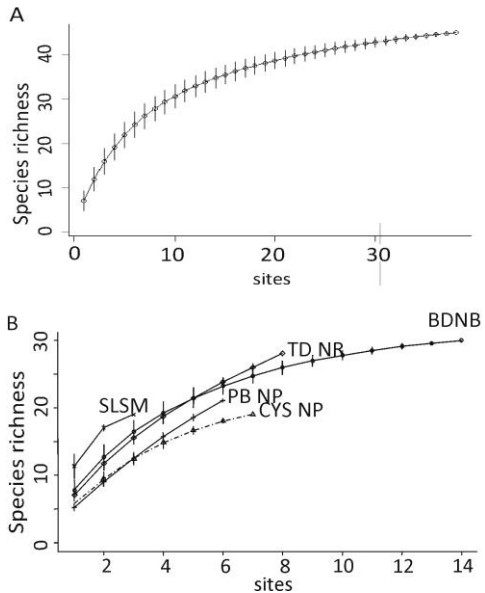 A
Species richness
0 10 20 30 40
0 10 20 30
sites
B
Species richness
0 10 20 30
BDNB
TD NR
SLSM
PB NP
CYS NP
2 4 6 8 10 12 14
sites